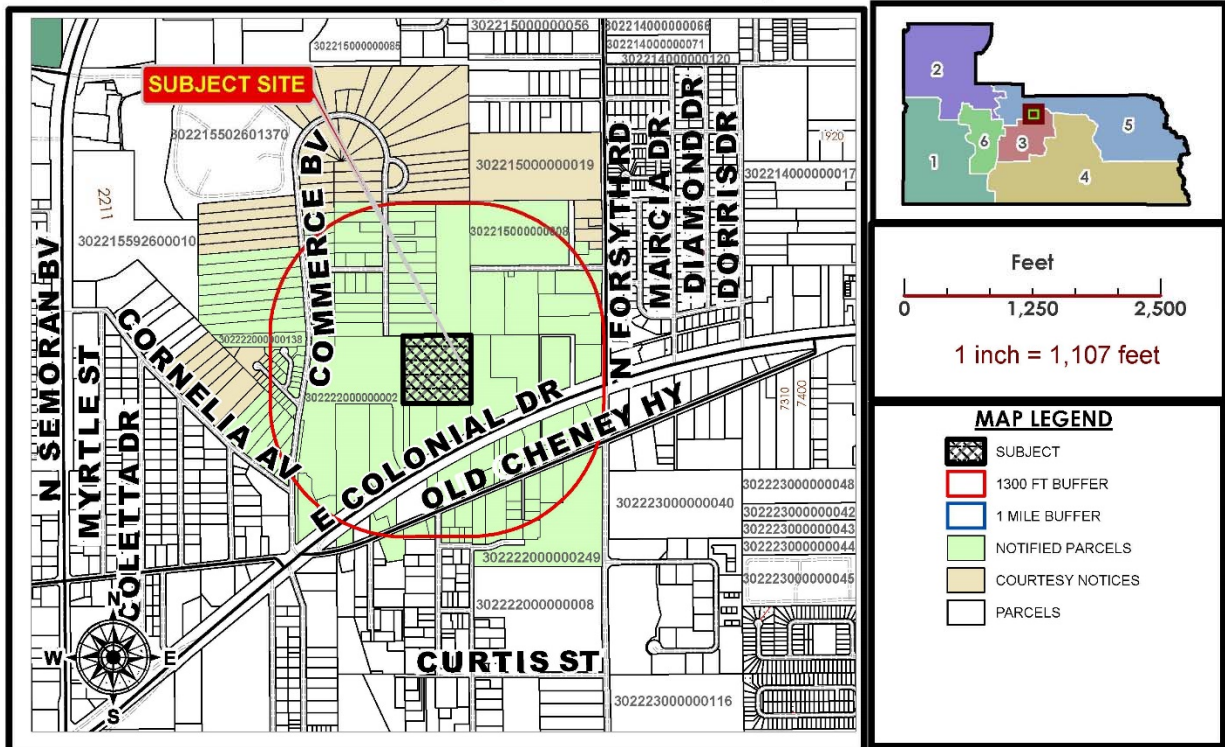 302215000000056
302214000000066
302215000000085
302214000000071
302214000000120
SUBJECT SITE
302215502601370
302215000000019
1920
302214000000017
2211
302215592600010
302215000000008
N SEMORAN BV
MYRTLE ST
COLETTA DR
CORNELIA AV
COMMERCE BV
N FORSYTH RD
MARCIA DR
DIAMOND DR
DORRIS DR
302222000000138
302222000000002
E COLONIAL DR
OLD CHENEY HY
7310
7400
302223000000040
302223000000048
302223000000042
302223000000043
302223000000044
302222000000249
302223000000045
302222000000008
CURTIS ST
302223000000116
N
W E
S
2
1
6
3
5
4
Feet
0 1,250 2,500
1 inch = 1,107 feet
MAP LEGEND
SUBJECT
1300 FT BUFFER
1 MILE BUFFER
NOTIFIED PARCELS
COURTESY NOTICES
PARCELS